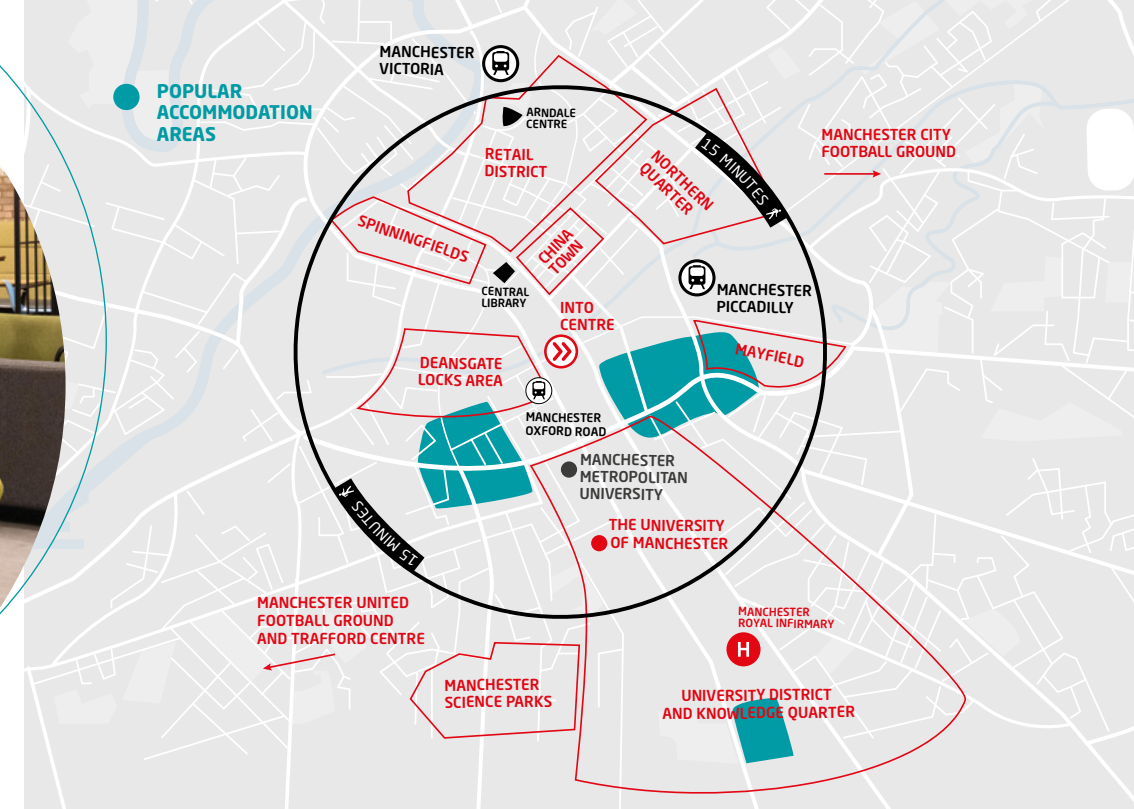 MANCHESTER
VICTORIA
POPULAR
ACCOMMODATION
AREAS
ARNDALE
CENTRE
RETAIL
DISTRICT
NORTHERN
QUARTER
15 MINUTES
MANCHESTER CITY
FOOTBALL GROUND
SPINNINGFIELDS
CHINA
TOWN
CENTRAL
LIBRARY
MANCHESTER
PICCADILLY
INTO
CENTRE
DEANSGATE
LOCKS AREA
MAYFIELD
MANCHESTER
OXFORD ROAD
MANCHESTER
METROPOLITAN
UNIVERSITY
15 MINUTES
THE UNIVERSITY
OF MANCHESTER
MANCHESTER UNITED
FOOTBALL GROUND
AND TRAFFORD CENTRE
MANCHESTER
ROYAL INFIRMARY
H
MANCHESTER
SCIENCE PARKS
UNIVERSITY DISTRICT
AND KNOWLEDGE QUARTER